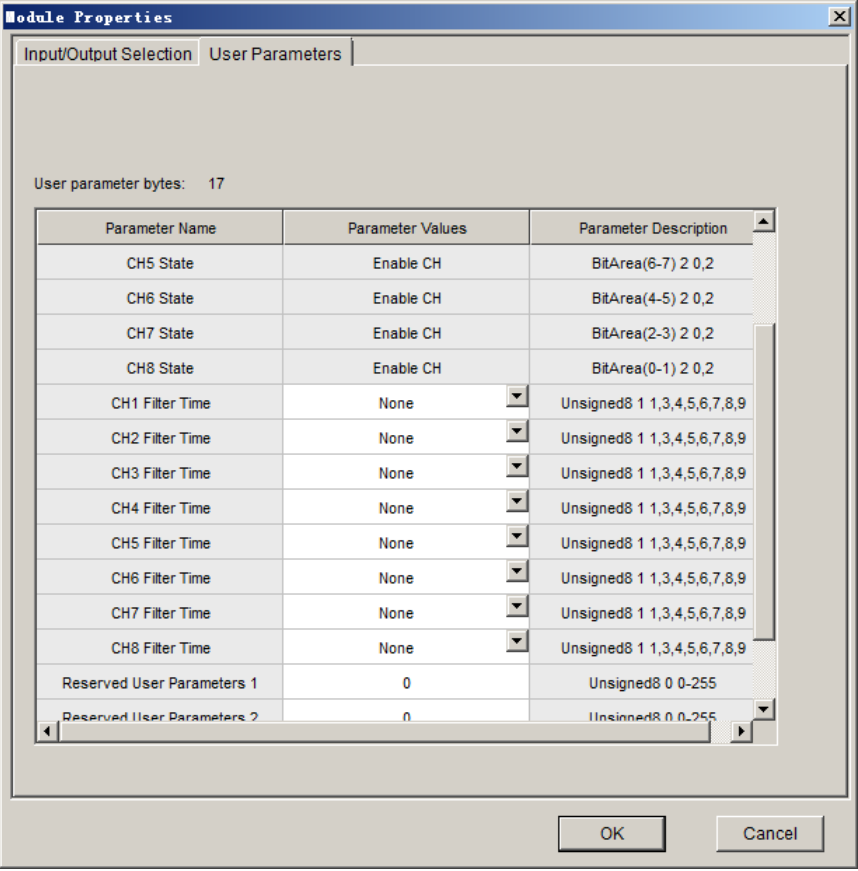 Module Properties
Input/Output Selection User Parameters
User parameter bytes: 17
Parameter Name Parameter Values Parameter Description
CH5 State Enable CH BitArea(6-7) 2 0,2
CH6 State Enable CH BitArea(4-5) 2 0,2
CH7 State Enable CH BitArea(2-3) 2 0,2
CH8 State Enable CH BitArea(0-1) 2 0,2
CH1 Filter Time None Unsigned8 1 1,3,4,5,6,7,8,9
CH2 Filter Time None Unsigned8 1 1,3,4,5,6,7,8,9
CH3 Filter Time None Unsigned8 1 1,3,4,5,6,7,8,9
CH4 Filter Time None Unsigned8 1 1,3,4,5,6,7,8,9
CH5 Filter Time None Unsigned8 1 1,3,4,5,6,7,8,9
CH6 Filter Time None Unsigned8 1 1,3,4,5,6,7,8,9
CH7 Filter Time None Unsigned8 1 1,3,4,5,6,7,8,9
CH8 Filter Time None Unsigned8 1 1,3,4,5,6,7,8,9
Reserved User Parameters 1 0 Unsigned8 0 0-255
Reserved User Parameters 2 0 Unsigned8 0 0-255
OK Cancel